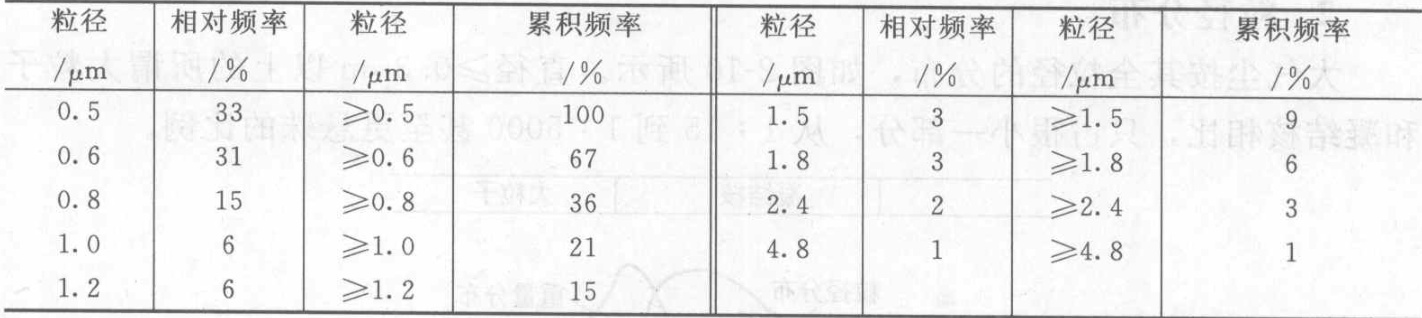 粒径 相对频率 粒径 累积频率 粒径 相对频率 粒径 累积频率
/μm /% /μm /% /μm /% /μm /%
0.5 33 ≥0.5 100 1.5 3 ≥1.5 9
0.6 31 ≥0.6 67 1.8 3 ≥1.8 6
0.8 15 ≥0.8 36 2.4 2 ≥2.4 3
1.0 6 ≥1.0 21 4.8 1 ≥4.8 1
1.2 6 ≥1.2 15